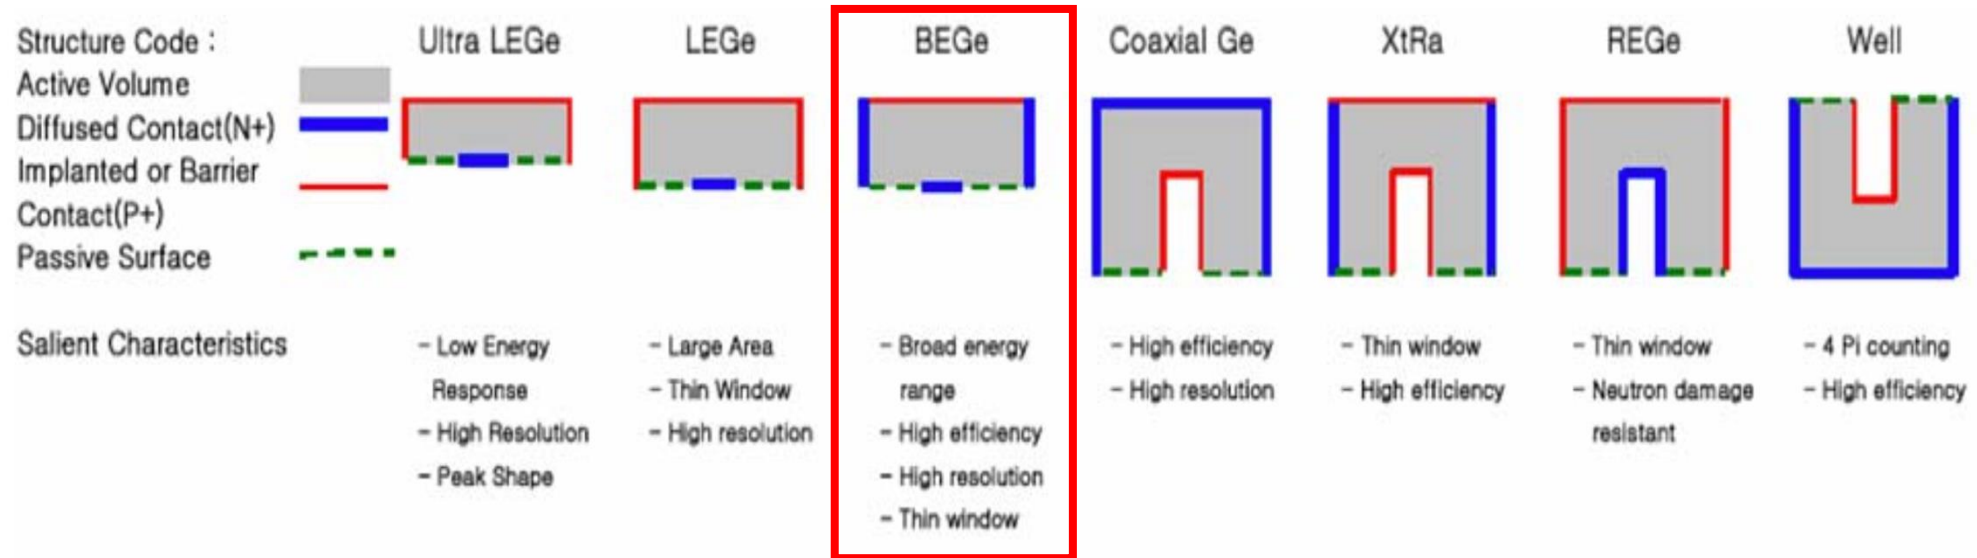 Structure Code :
Ultra LEGe
LEGe
BEGe
Coaxial Ge
XtRa
REGe
Well
Active Volume
Diffused Contact(N+)
Implanted or Barrier
Contact(P+)
Passive Surface
Salient Characteristics
- Low Energy
Response
- High Resolution
- Peak Shape
- Large Area
- Thin Window
- High resolution
- Broad energy
range
- High efficiency
- High resolution
- Thin window
- High efficiency
- High resolution
- Thin window
- High efficiency
- Thin window
- Neutron damage
resistant
- 4 Pi counting
- High efficiency